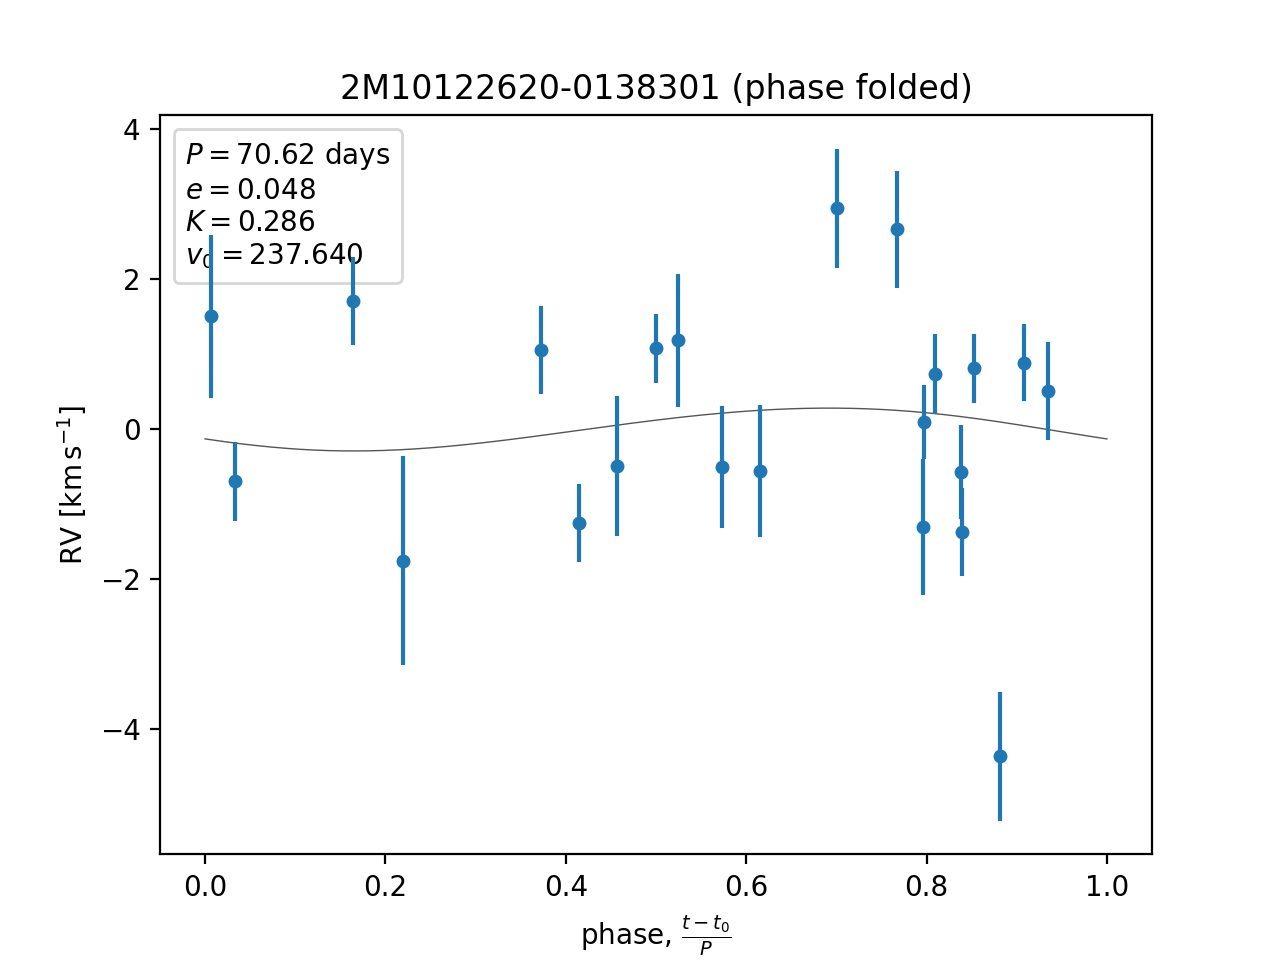 2M10122620-0138301 (phase folded)
P = 70.62 days
e = 0.048
K = 0.286
v₀ = 237.640
4
2
0
−2
−4
RV [km s⁻¹]
0.0 0.2 0.4 0.6 0.8 1.0
phase, (t − t₀)/P